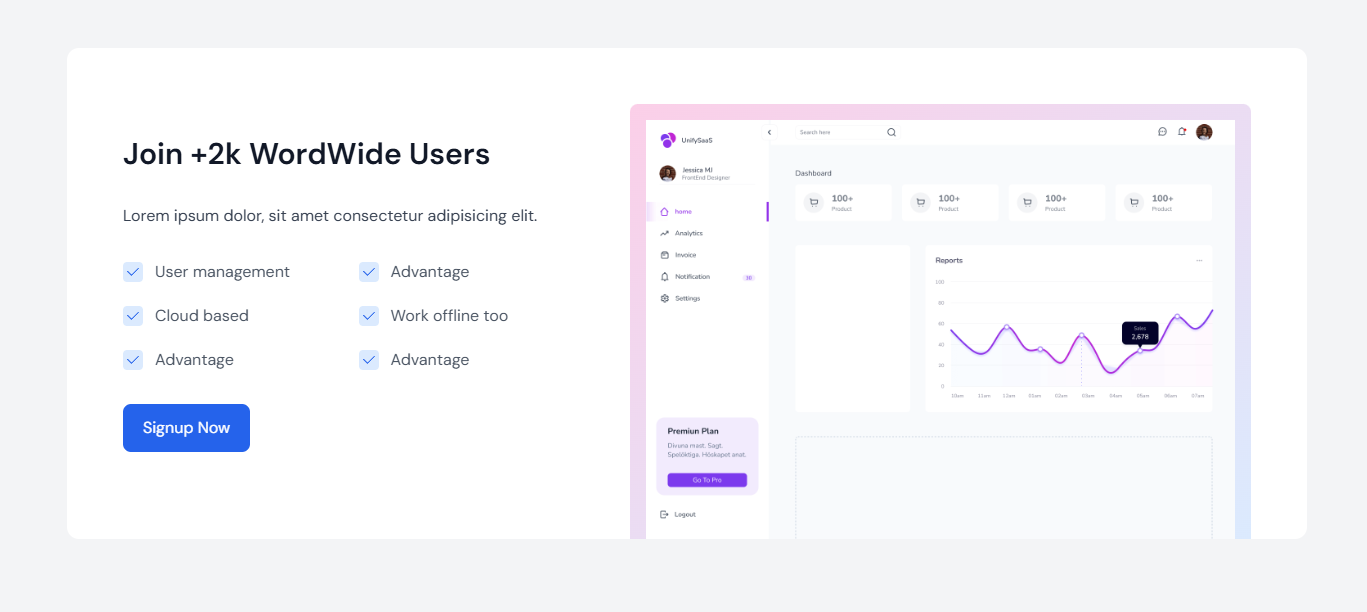 Join +2k WordWide Users
Lorem ipsum dolor, sit amet consectetur adipisicing elit.
User management
Advantage
Cloud based
Work offline too
Advantage
Advantage
Signup Now
UnifySaaS
Search here
Jessica MJ
FrontEnd Designer
home
Analytics
Invoice
Notification
Settings
Premiun Plan
Divuna mast. Sagt.
Spelöktiga. Höskapet anat.
Go To Pro
Logout
Dashboard
100+
Product
100+
Product
100+
Product
100+
Product
Reports
100
80
60
40
20
0
Sales
2,678
10am 11am 12am 01am 02am 03am 04am 05am 06am 07am